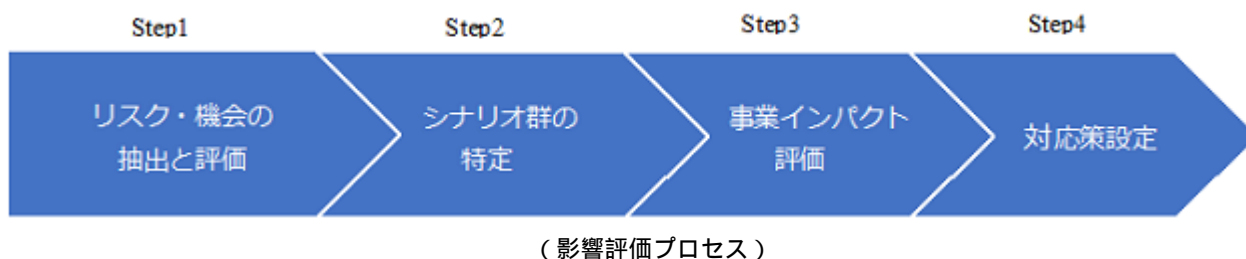 Step1
Step2
Step3
Step4
リスク・機会の
抽出と評価
シナリオ群の
特定
事業インパクト
評価
対応策設定
（影響評価プロセス）